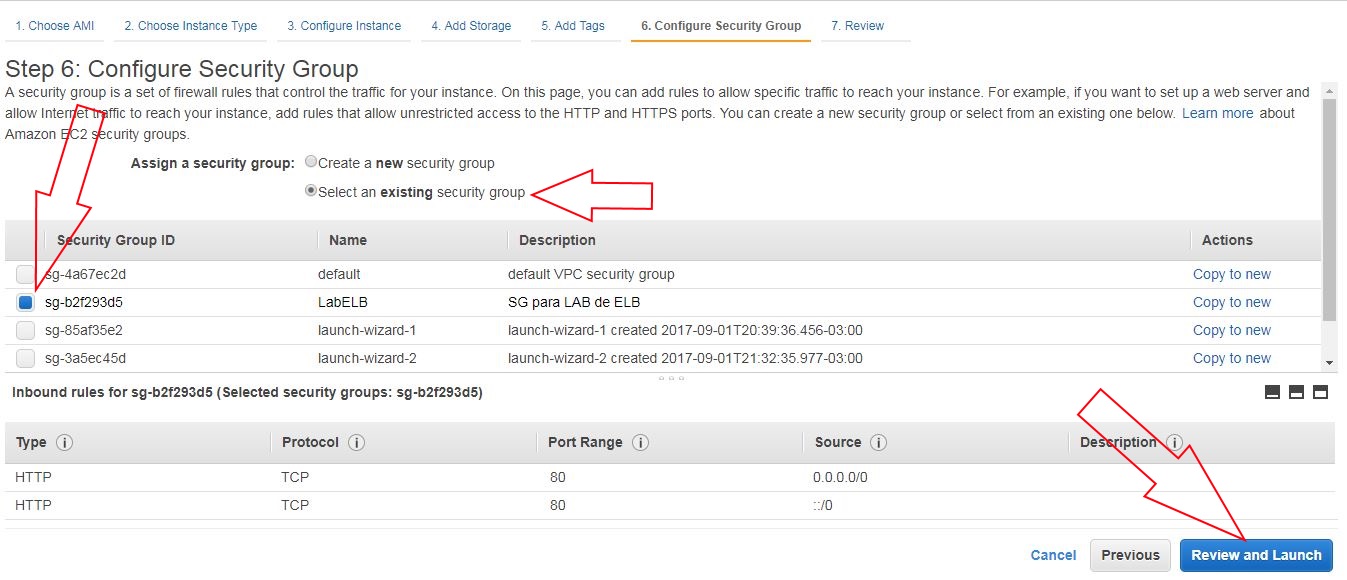 1. Choose AMI 2. Choose Instance Type 3. Configure Instance 4. Add Storage 5. Add Tags 6. Configure Security Group 7. Review
Step 6: Configure Security Group
A security group is a set of firewall rules that control the traffic for your instance. On this page, you can add rules to allow specific traffic to reach your instance. For example, if you want to set up a web server and
allow Internet traffic to reach your instance, add rules that allow unrestricted access to the HTTP and HTTPS ports. You can create a new security group or select from an existing one below. Learn more about
Amazon EC2 security groups.
Assign a security group: Create a new security group
Select an existing security group
Security Group ID Name Description Actions
sg-4a67ec2d default default VPC security group Copy to new
sg-b2f293d5 LabELB SG para LAB de ELB Copy to new
sg-85af35e2 launch-wizard-1 launch-wizard-1 created 2017-09-01T20:39:36.456-03:00 Copy to new
sg-3a5ec45d launch-wizard-2 launch-wizard-2 created 2017-09-01T21:32:35.977-03:00 Copy to new
Inbound rules for sg-b2f293d5 (Selected security groups: sg-b2f293d5)
Type i Protocol i Port Range i Source i Description i
HTTP TCP 80 0.0.0.0/0
HTTP TCP 80 ::/0
Cancel Previous Review and Launch